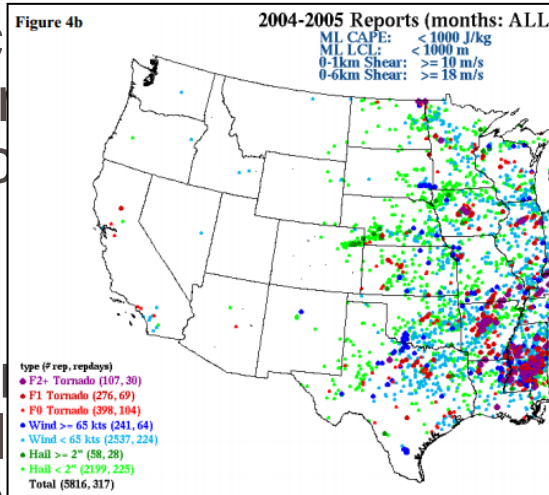 Figure 4b
2004-2005 Reports (months: ALL
ML CAPE: < 1000 J/kg
ML LCL: < 1000 m
0-1km Shear: >= 10 m/s
0-6km Shear: >= 18 m/s
type (# rep, repdays)
F2+ Tornado (107, 30)
F1 Tornado (276, 69)
F0 Tornado (398, 104)
Wind >= 65 kts (241, 64)
Wind < 65 kts (2537, 224)
Hail >= 2" (58, 28)
Hail < 2" (2199, 225)
Total (5816, 317)